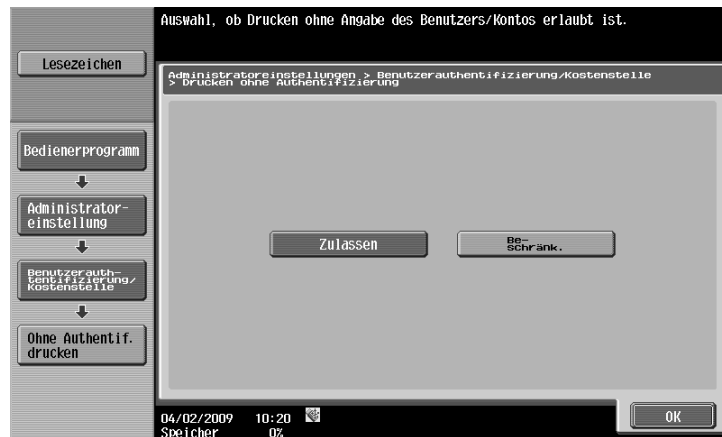 Auswahl, ob Drucken ohne Angabe des Benutzers/Kontos erlaubt ist.
Lesezeichen
Administratoreinstellungen > Benutzerauthentifizierung/Kostenstelle
> Drucken ohne Authentifizierung
Bedienerprogramm
Administrator-
einstellung
Benutzerauth-
tentifizierung/
Kostenstelle
Ohne Authentif.
drucken
Zulassen
Be-
schränk.
04/02/2009 10:20
Speicher 0%
OK